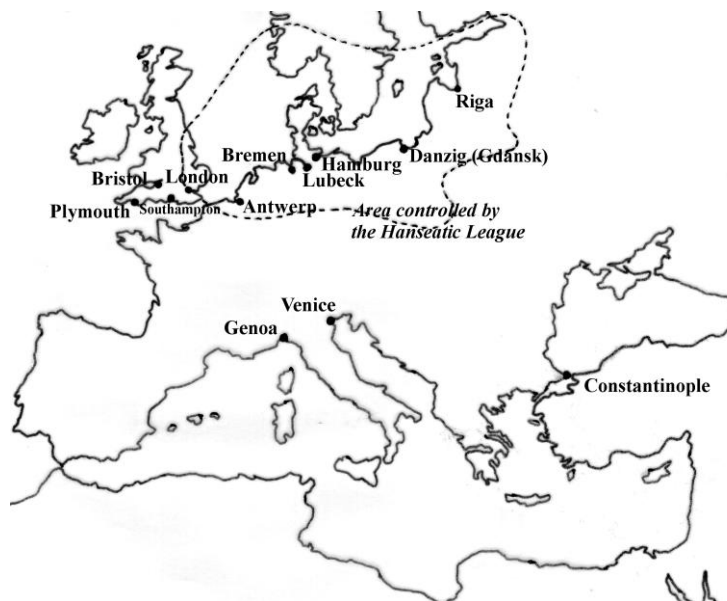 Riga
Bremen
Hamburg
Danzig (Gdansk)
Lubeck
Bristol
London
Plymouth
Southampton
Antwerp
Area controlled by
the Hanseatic League
Venice
Genoa
Constantinople